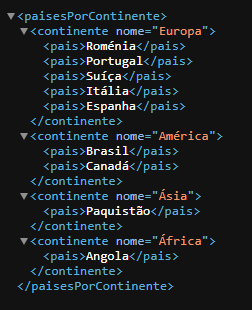 <paisesPorContinente>
<continente nome="Europa">
<pais>Roménia</pais>
<pais>Portugal</pais>
<pais>Suíça</pais>
<pais>Itália</pais>
<pais>Espanha</pais>
</continente>
<continente nome="América">
<pais>Brasil</pais>
<pais>Canadá</pais>
</continente>
<continente nome="Ásia">
<pais>Paquistão</pais>
</continente>
<continente nome="África">
<pais>Angola</pais>
</continente>
</paisesPorContinente>